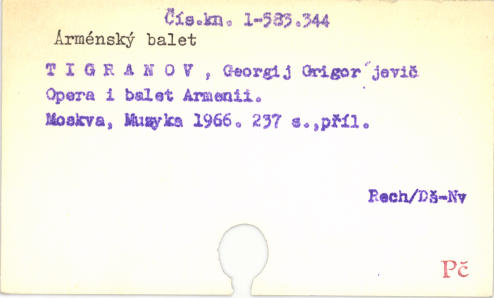 Čís.kn. 1-583.344
Arménský balet
T I G R A N O V , Georgij Grigor´jevič
Opera i balet Armenii.
Moskva, Muzyka 1966. 237 s.,příl.
Rech/Dš-Nv
Pč